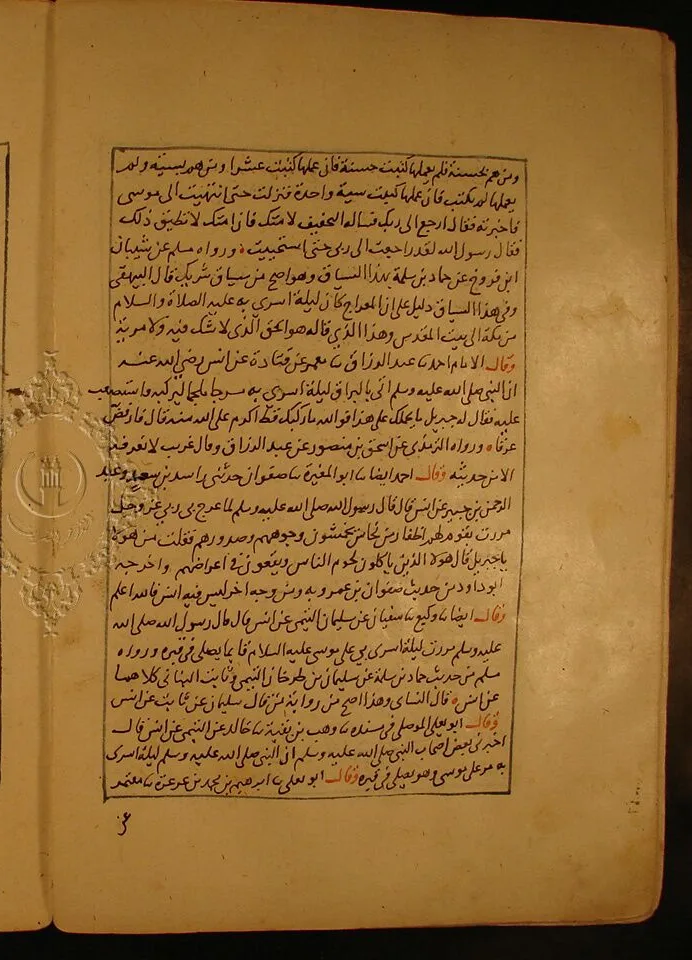 ومن هم بحسنة فلم يعملها كتبت حسنة فان عملها كتبت عشرا ومن هم بسيئة ولم
يعملها لم يكتب فان عملها كتبت سيئة واحدة فنزلت حتى انتهيت الى موسى
فاخبرته فقال ارجع الى ربك فساله التخفيف لامتك فان امتك لا تطيق ذلك
فقال رسول الله لقد راجعت الى ربي حتى استحييت ورواه مسلم عن شيبان
ابن فروخ عن حماد بن سلمة بهذا السياق وهو اصح من سياق شريك قال البيهقي
وفي هذا السياق دليل على ان المعراج كان ليلة اسري به عليه الصلاة والسلام
من مكة الى بيت المقدس وهذا الذي قاله هو الحق الذي لا شك فيه ولا مرية
وقال الامام احمد ثنا عبد الرزاق ثنا معمر عن قتادة عن انس رضي الله عنه
ان النبي صلى الله عليه وسلم اتى بالبراق ليلة اسري به مسرجا ملجما ليركبه فاستصعب
عليه فقال له جبريل ما يحملك على هذا فوالله ما ركبك قط اكرم على الله منه قال فارفض
عرقا ورواه الترمذي عن اسحق بن منصور عن عبد الرزاق وقال غريب لا نعرفه
الا من حديثه وقال احمد ايضا ثنا ابو المغيرة ثنا صفوان حدثني راشد بن سعد وعبد
الرحمن بن جبير عن انس قال قال رسول الله صلى الله عليه وسلم لما عرج بي ربي عز وجل
مررت بقوم لهم اظفار من نحاس يخمشون وجوههم وصدورهم فقلت من هولا
يا جبريل قال هولا الذين ياكلون لحوم الناس ويقعون في اعراضهم واخرجه
ابو داود من حديث صفوان بن عمرو به ومن وجه اخر ليس فيه انس فالله اعلم
وقال ايضا ثنا وكيع ثنا سفيان عن سليمان التيمي عن انس قال قال رسول الله صلى الله
عليه وسلم مررت ليلة اسري بي على موسى عليه السلام قايما يصلي في قبره ورواه
مسلم من حديث حماد بن سلمة عن سليمان بن طرخان التيمي وثابت البناني كلاهما
عن انس قال النساي وهذا اصح من رواية من قال سليمان عن ثابت عن انس
وقال ابو يعلى الموصلي في مسنده ثنا وهب بن بقية ثنا خالد عن التيمي عن انس قال
اخبرني بعض اصحاب النبي صلى الله عليه وسلم ان النبي صلى الله عليه وسلم ليلة اسري
به مر على موسى وهو يصلي في قبره وقال ابو يعلى ثنا ابرهيم بن محمد بن عرعرة ثنا معتمر
عن